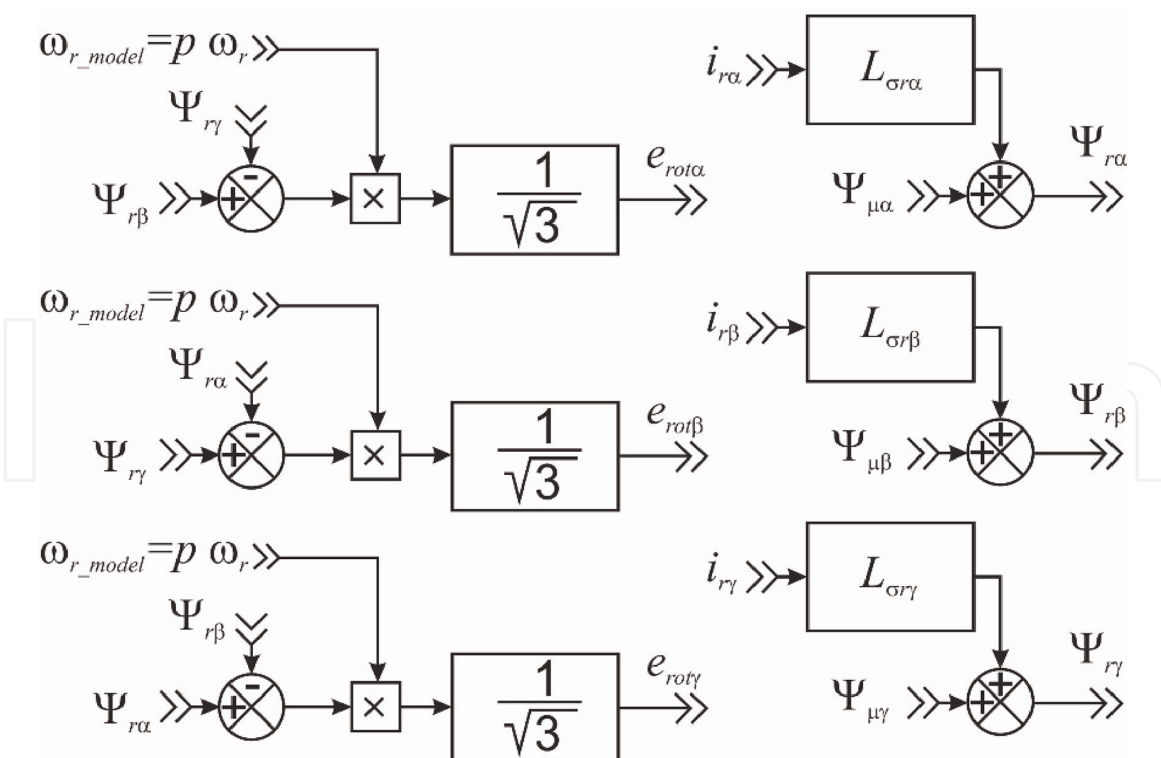 ω_r_model=p ω_r
Ψ_rγ
Ψ_rβ
-
+
×
1
√3
e_rotα
i_rα
L_σrα
Ψ_μα
+
+
Ψ_rα
ω_r_model=p ω_r
Ψ_rα
Ψ_rγ
-
+
×
1
√3
e_rotβ
i_rβ
L_σrβ
Ψ_μβ
+
+
Ψ_rβ
ω_r_model=p ω_r
Ψ_rβ
Ψ_rα
-
+
×
1
√3
e_rotγ
i_rγ
L_σrγ
Ψ_μγ
+
+
Ψ_rγ